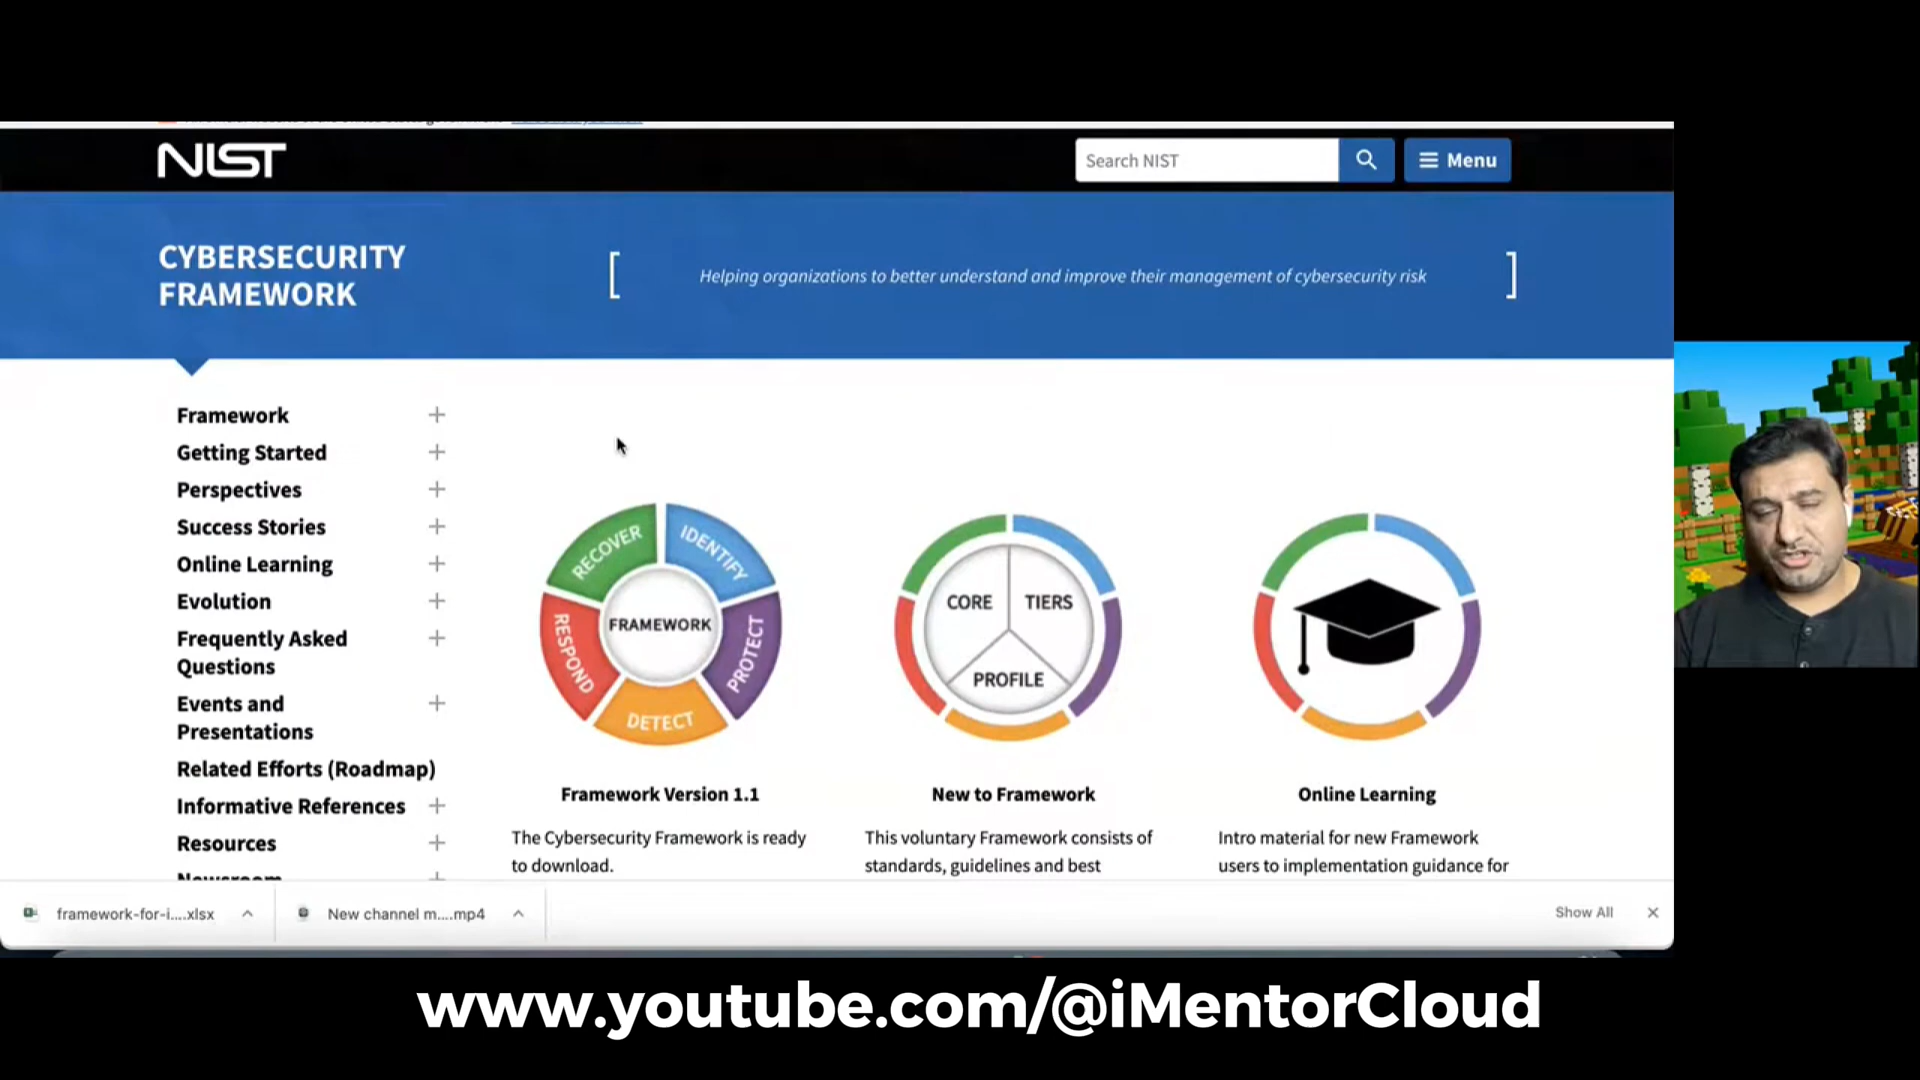 NIST
Search NIST
Menu
CYBERSECURITY
FRAMEWORK
Helping organizations to better understand and improve their management of cybersecurity risk
Framework
Getting Started
Perspectives
Success Stories
Online Learning
Evolution
Frequently Asked
Questions
Events and
Presentations
Related Efforts (Roadmap)
Informative References
Resources
Newsroom
RECOVER
IDENTIFY
PROTECT
DETECT
RESPOND
FRAMEWORK
Framework Version 1.1
The Cybersecurity Framework is ready
to download.
CORE
TIERS
PROFILE
New to Framework
This voluntary Framework consists of
standards, guidelines and best
Online Learning
Intro material for new Framework
users to implementation guidance for
framework-for-i....xlsx
New channel m....mp4
Show All
www.youtube.com/@iMentorCloud